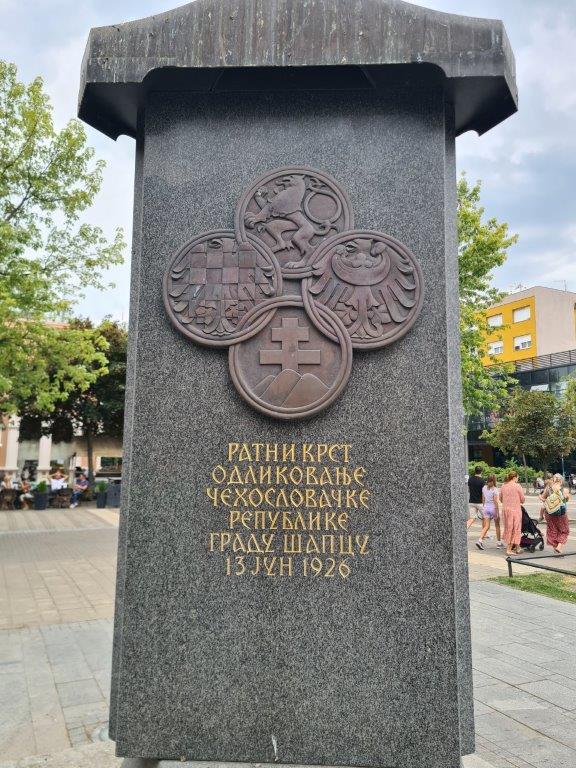 РАТНИ КРСТ
ОДЛИКОВАЊЕ
ЧЕХОСЛОВАЧКЕ
РЕПУБЛИКЕ
ГРАДУ ШАПЦУ
13 ЈУН 1926